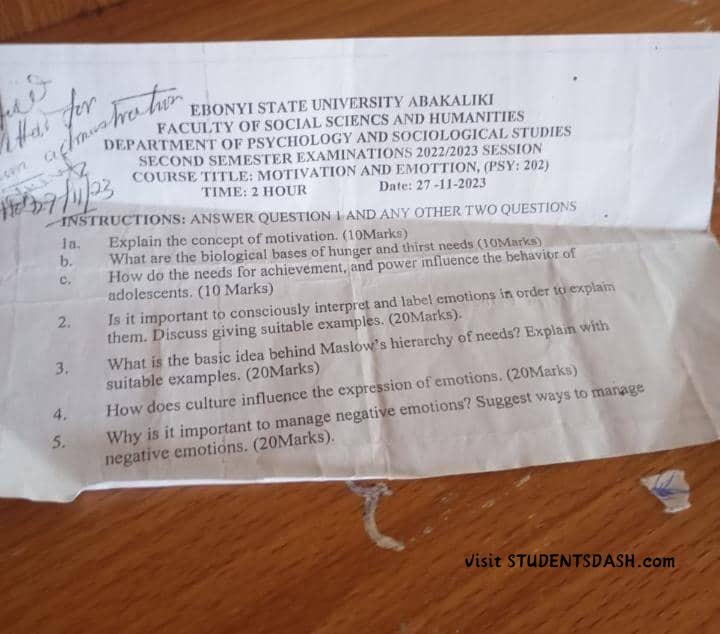 for
administration
27/11/23
EBONYI STATE UNIVERSITY ABAKALIKI
FACULTY OF SOCIAL SCIENCS AND HUMANITIES
DEPARTMENT OF PSYCHOLOGY AND SOCIOLOGICAL STUDIES
SECOND SEMESTER EXAMINATIONS 2022/2023 SESSION
COURSE TITLE: MOTIVATION AND EMOTTION, (PSY: 202)
TIME: 2 HOUR Date: 27 -11-2023
INSTRUCTIONS: ANSWER QUESTION 1 AND ANY OTHER TWO QUESTIONS
1a. Explain the concept of motivation. (10Marks)
b. What are the biological bases of hunger and thirst needs (10Marks)
c. How do the needs for achievement, and power influence the behavior of
adolescents. (10 Marks)
2. Is it important to consciously interpret and label emotions in order to explain
them. Discuss giving suitable examples. (20Marks).
3. What is the basic idea behind Maslow's hierarchy of needs? Explain with
suitable examples. (20Marks)
4. How does culture influence the expression of emotions. (20Marks)
5. Why is it important to manage negative emotions? Suggest ways to manage
negative emotions. (20Marks).
visit STUDENTSDASH.com